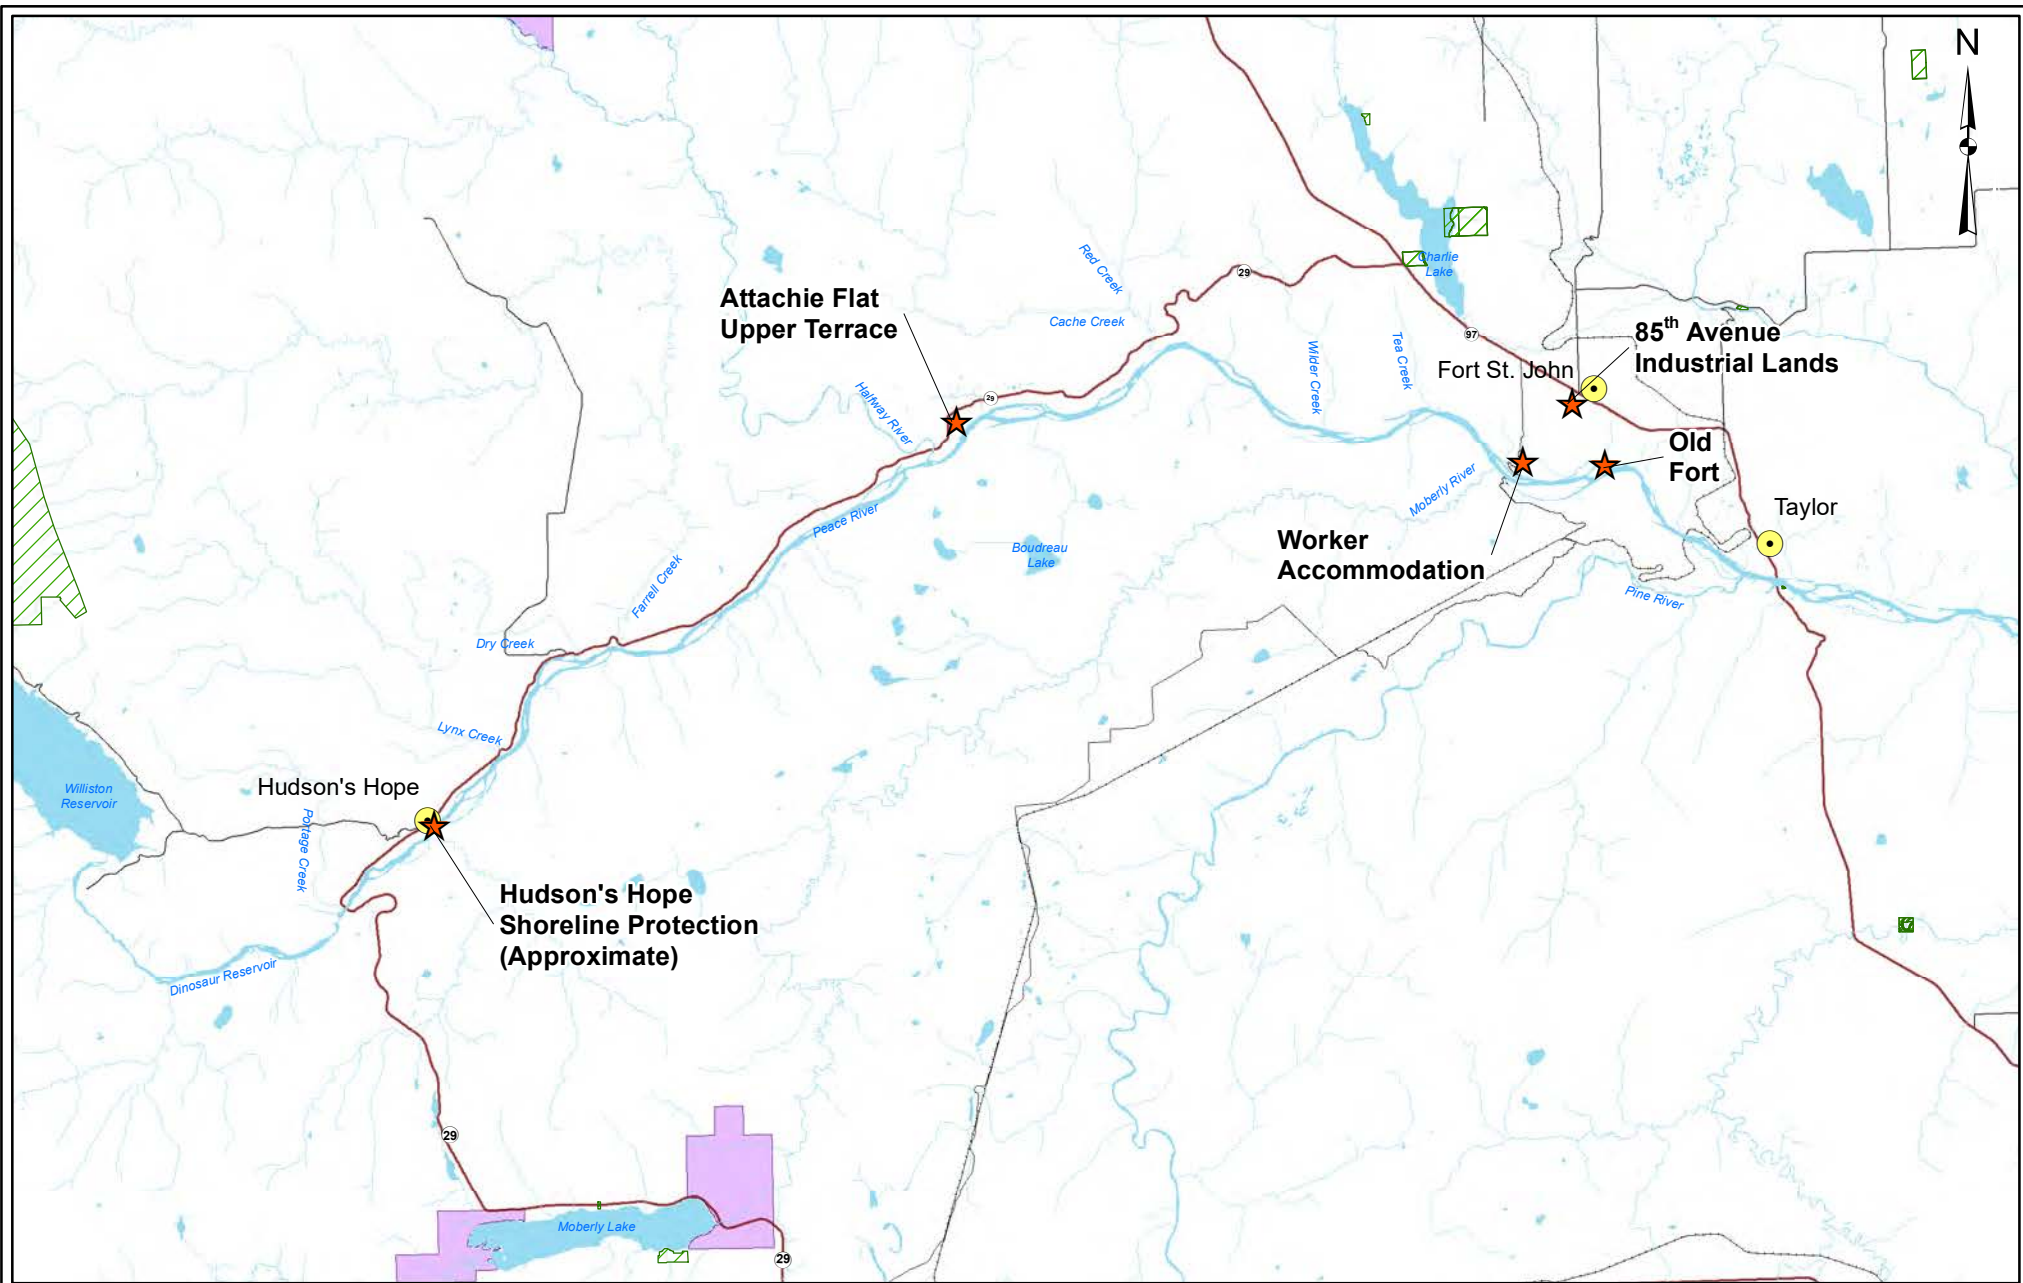 N
Red Creek
Charlie
Lake
29
Attachie Flat
Upper Terrace
Cache Creek
97
85th Avenue
Industrial Lands
Wilder Creek
Tea Creek
Fort St. John
Halfway River
29
Old
Fort
Moberly River
Peace River
Taylor
Worker
Accommodation
Boudreau
Lake
Farrell Creek
Pine River
Dry Creek
Lynx Creek
Williston
Reservoir
Hudson's Hope
Portage Creek
Hudson's Hope
Shoreline Protection
(Approximate)
Dinosaur Reservoir
29
Moberly Lake
29